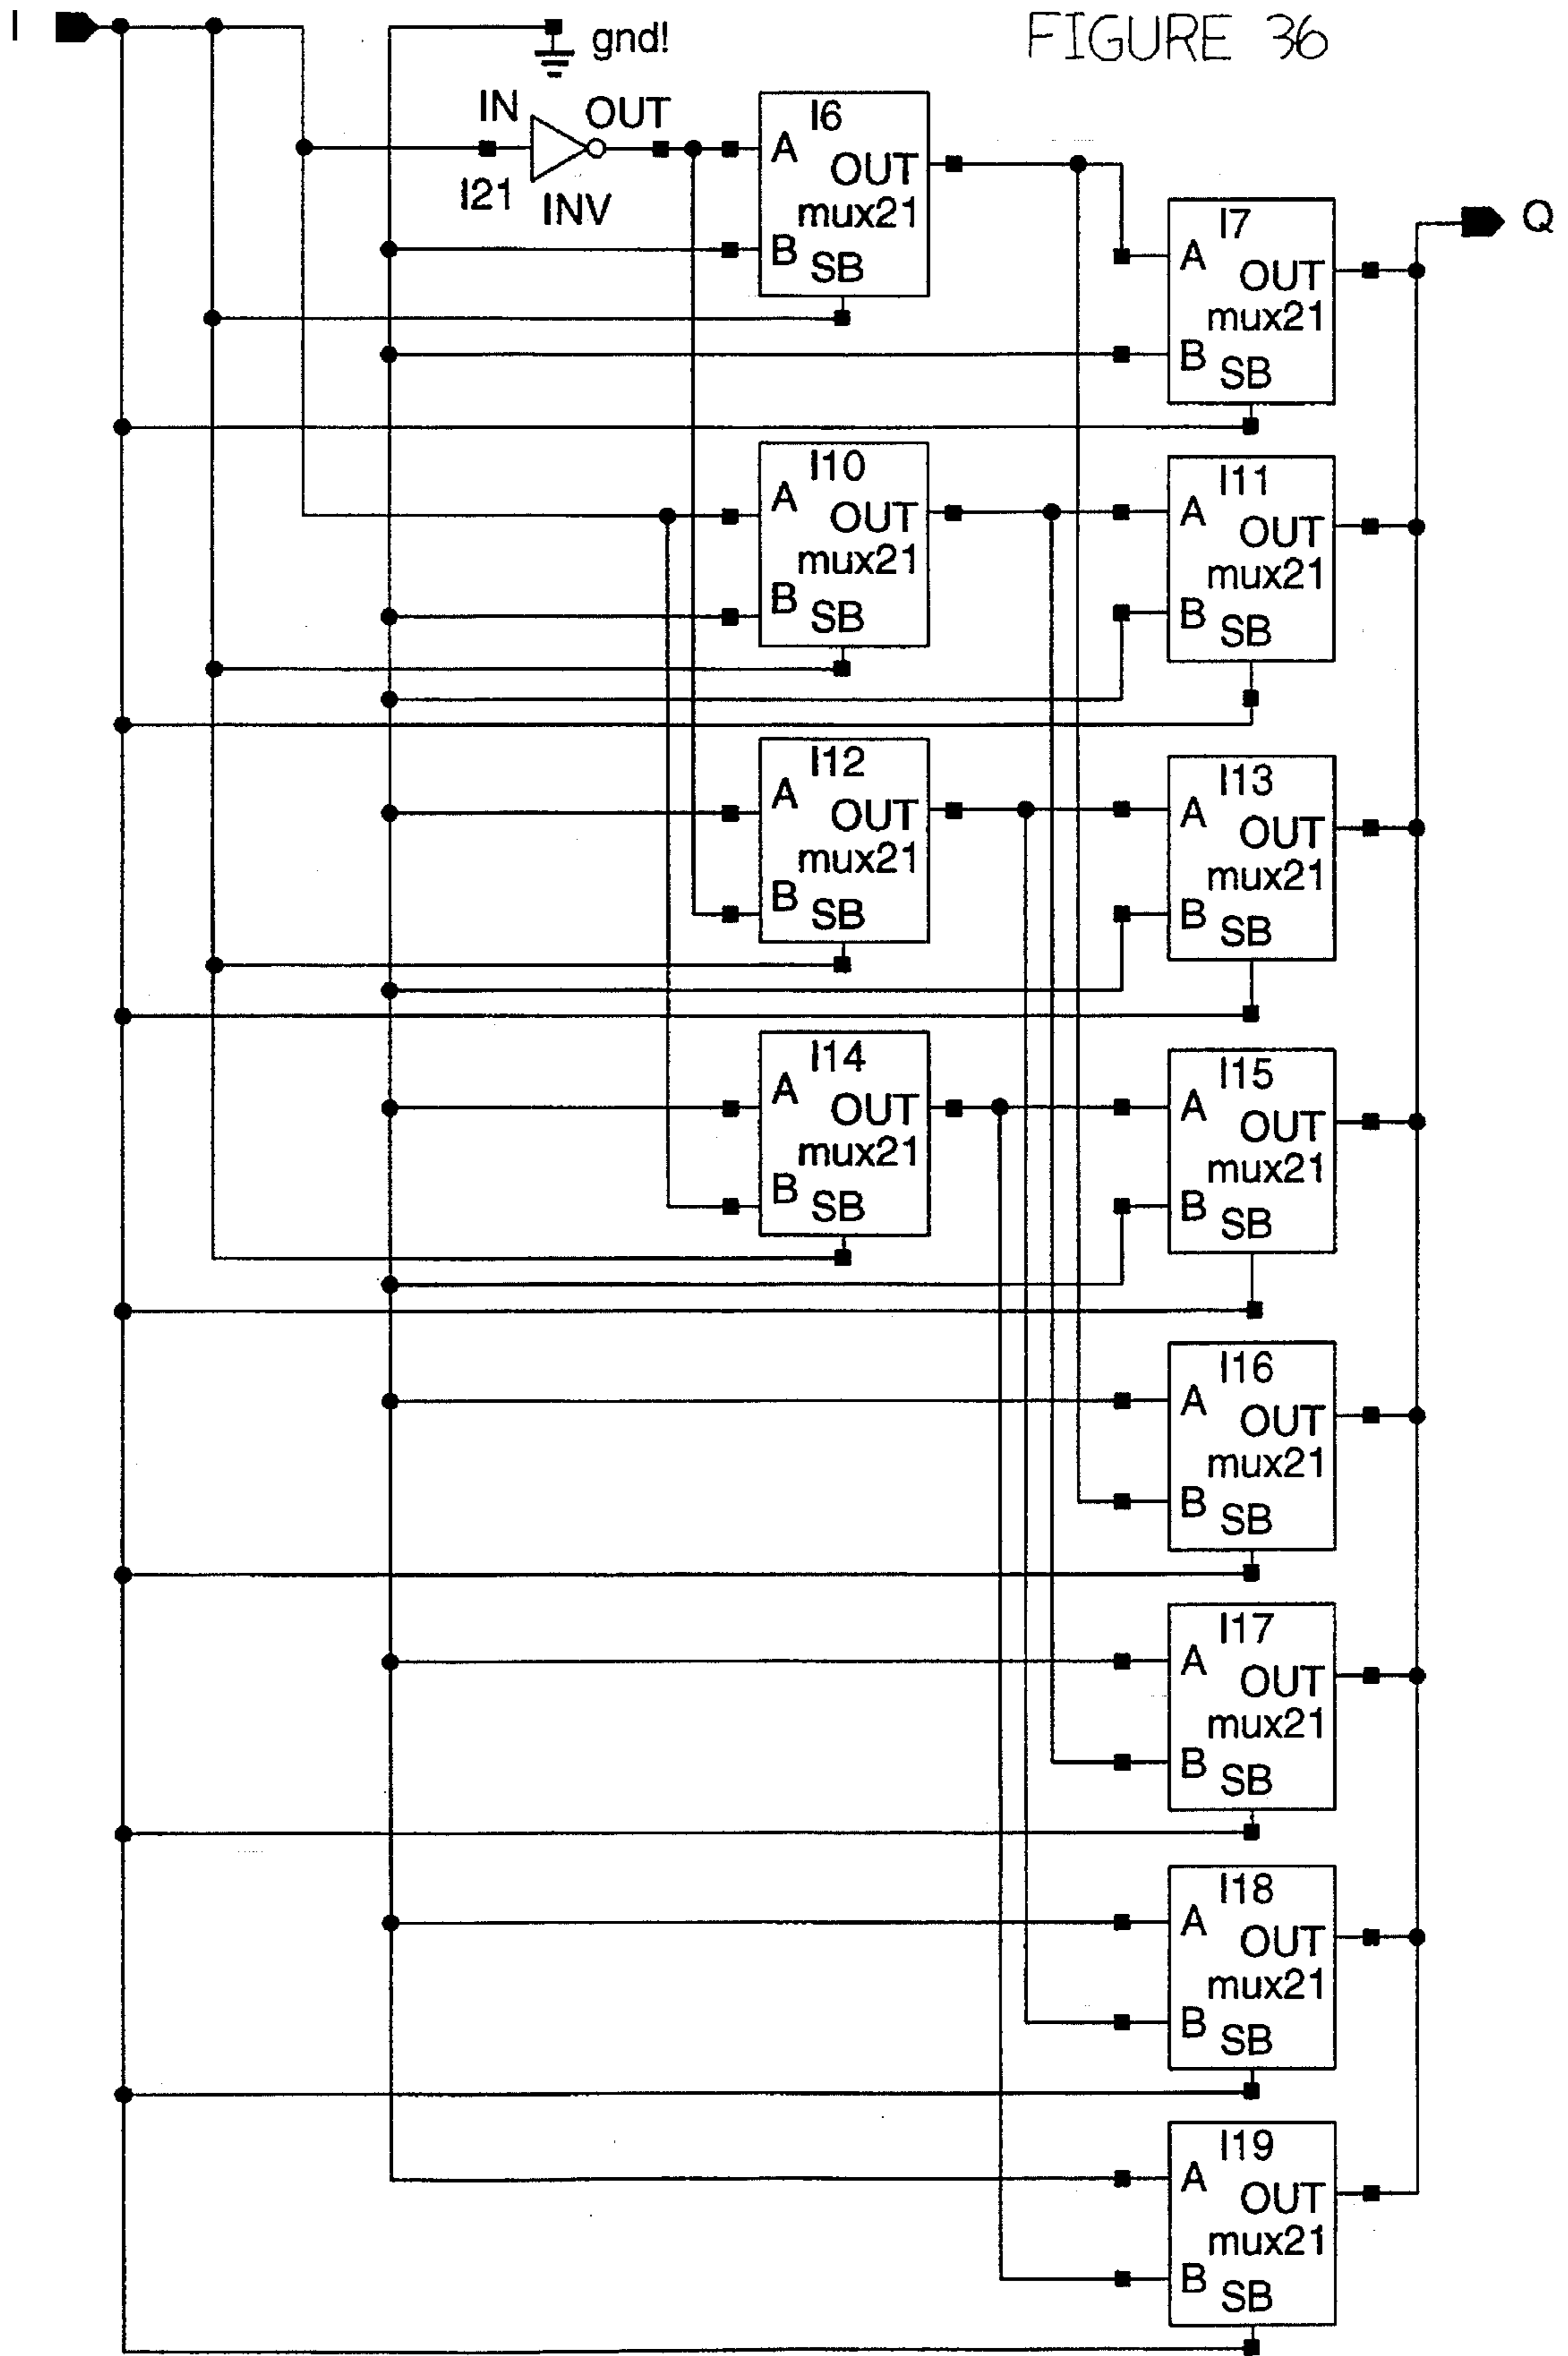 I
gnd!
FIGURE 36
IN
OUT
I21
INV
I6
A
OUT
mux21
B
SB
I7
A
OUT
mux21
B
SB
Q
I10
A
OUT
mux21
B
SB
I11
A
OUT
mux21
B
SB
I12
A
OUT
mux21
B
SB
I13
A
OUT
mux21
B
SB
I14
A
OUT
mux21
B
SB
I15
A
OUT
mux21
B
SB
I16
A
OUT
mux21
B
SB
I17
A
OUT
mux21
B
SB
I18
A
OUT
mux21
B
SB
I19
A
OUT
mux21
B
SB